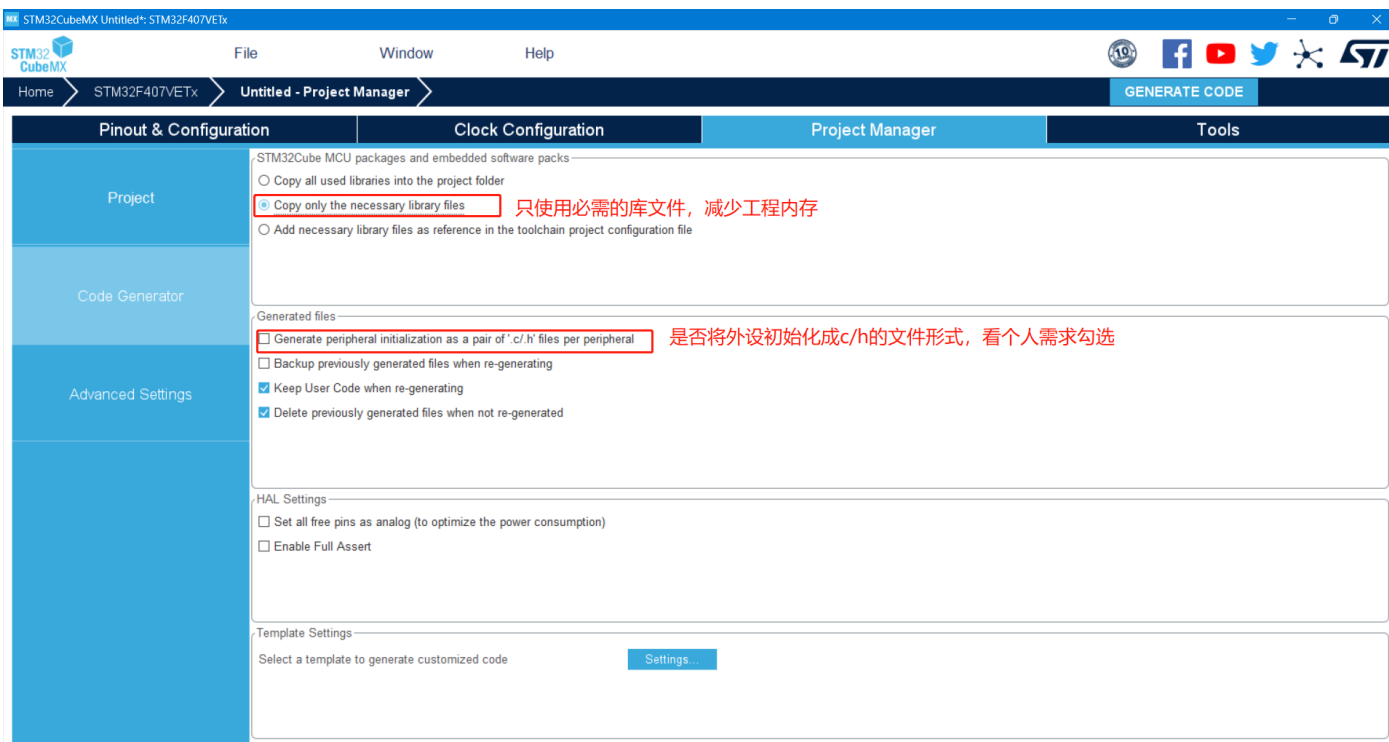 MX STM32CubeMX Untitled*: STM32F407VETx
STM32 CubeMX
File Window Help
10
Home STM32F407VETx Untitled - Project Manager GENERATE CODE
Pinout & Configuration Clock Configuration Project Manager Tools
STM32Cube MCU packages and embedded software packs
Copy all used libraries into the project folder
Project
Copy only the necessary library files 只使用必需的库文件，减少工程内存
Add necessary library files as reference in the toolchain project configuration file
Code Generator
Generated files
Generate peripheral initialization as a pair of '.c/.h' files per peripheral 是否将外设初始化成c/h的文件形式，看个人需求勾选
Backup previously generated files when re-generating
Keep User Code when re-generating
Advanced Settings
Delete previously generated files when not re-generated
HAL Settings
Set all free pins as analog (to optimize the power consumption)
Enable Full Assert
Template Settings
Select a template to generate customized code Settings...